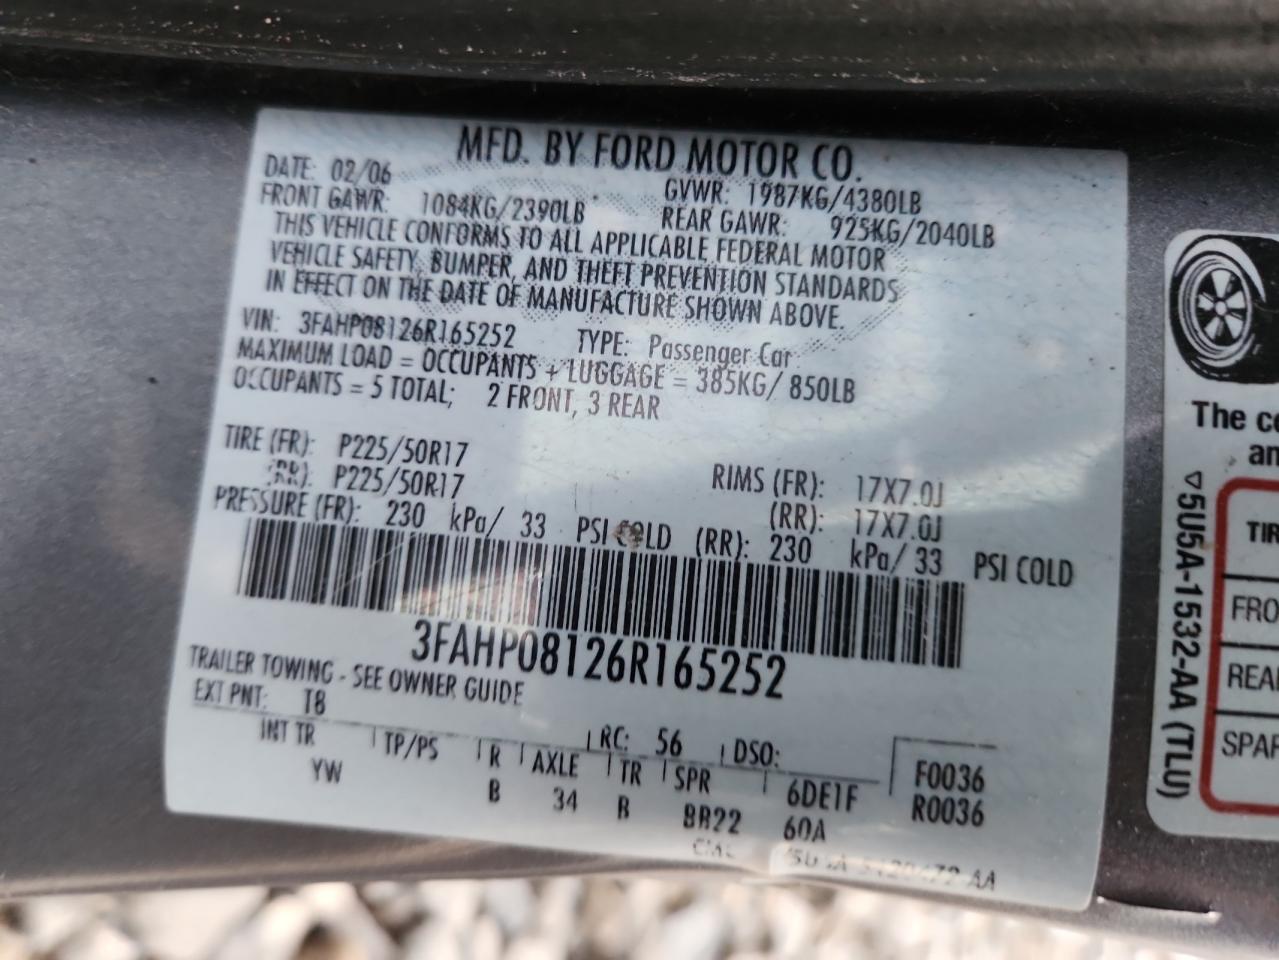 MFD. BY FORD MOTOR CO.
DATE: 02/06 GVWR: 1987KG/4380LB
FRONT GAWR: 1084KG/2390LB REAR GAWR: 925KG/2040LB
THIS VEHICLE CONFORMS TO ALL APPLICABLE FEDERAL MOTOR
VEHICLE SAFETY, BUMPER, AND THEFT PREVENTION STANDARDS
IN EFFECT ON THE DATE OF MANUFACTURE SHOWN ABOVE.
VIN: 3FAHP08126R165252 TYPE: Passenger Car
MAXIMUM LOAD = OCCUPANTS + LUGGAGE = 385KG/ 850LB
OCCUPANTS = 5 TOTAL; 2 FRONT, 3 REAR
TIRE (FR): P225/50R17 RIMS (FR): 17X7.0J
(RR): P225/50R17 (RR): 17X7.0J
PRESSURE (FR): 230 kPa/ 33 PSI COLD (RR): 230 kPa/ 33 PSI COLD
3FAHP08126R165252
TRAILER TOWING - SEE OWNER GUIDE
EXT PNT: T8 RC: 56 DSO: F0036
INT TR TP/PS R AXLE TR SPR 6DE1F R0036
YW B 34 B BB22 60A
The
TIR
FRO
REA
SPAR
▽5U5A-1532-AA (TLU)